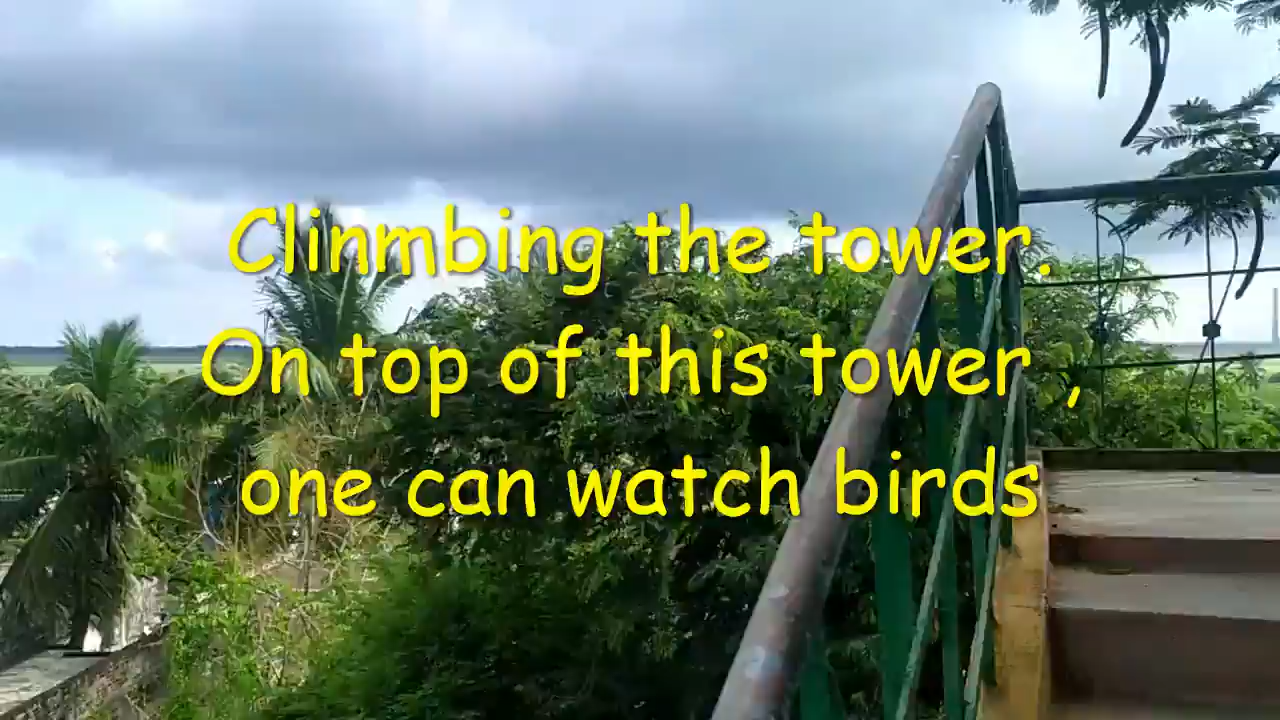 Clinmbing the tower.
On top of this tower ,
one can watch birds